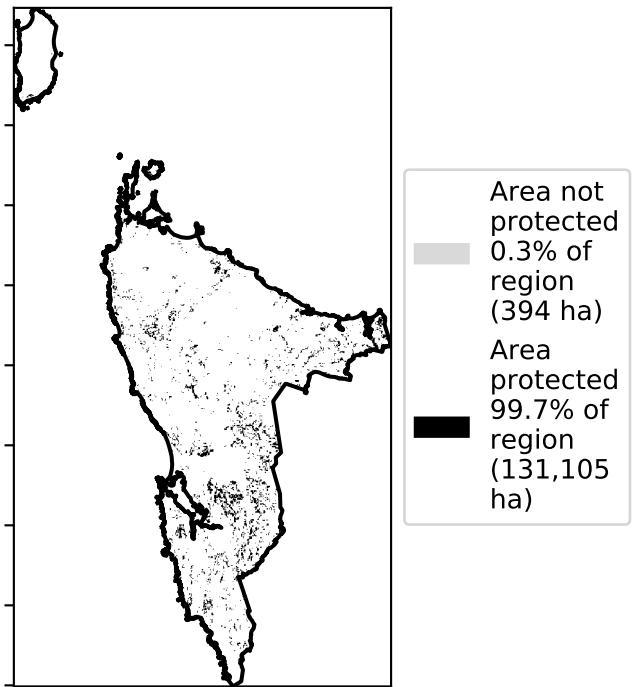 Area not
protected
0.3% of
region
(394 ha)
Area
protected
99.7% of
region
(131,105
ha)